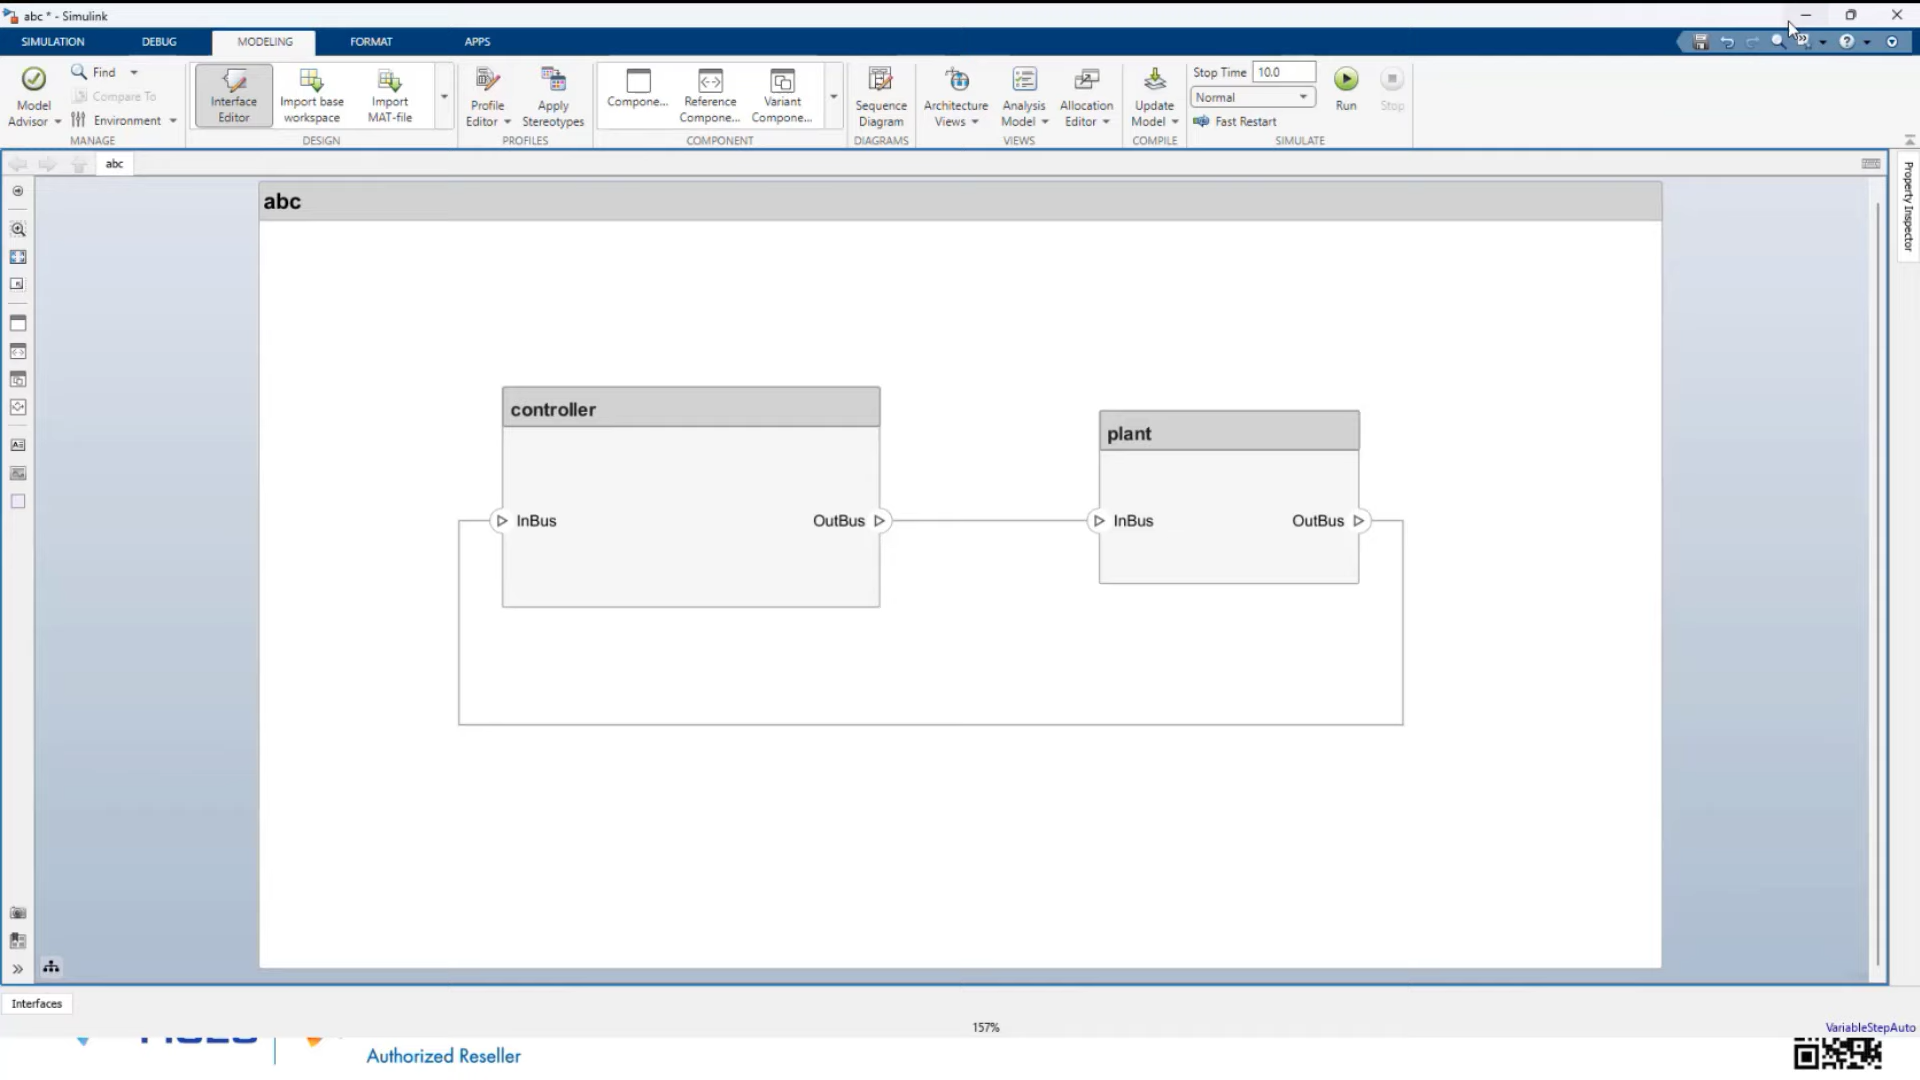 abc * - Simulink
SIMULATION DEBUG MODELING FORMAT APPS
Model Advisor
Find
Compare To
Environment
MANAGE
Interface Editor
Import base workspace
Import MAT-file
DESIGN
Profile Editor
Apply Stereotypes
PROFILES
Compone...
Reference Compone...
Variant Compone...
COMPONENT
Sequence Diagram
DIAGRAMS
Architecture Views
Analysis Model
Allocation Editor
VIEWS
Update Model
COMPILE
Stop Time 10.0
Normal
Fast Restart
Run
Stop
SIMULATE
abc
Property Inspector
abc
controller
InBus OutBus
plant
InBus OutBus
Interfaces
157%
VariableStepAuto
Authorized Reseller